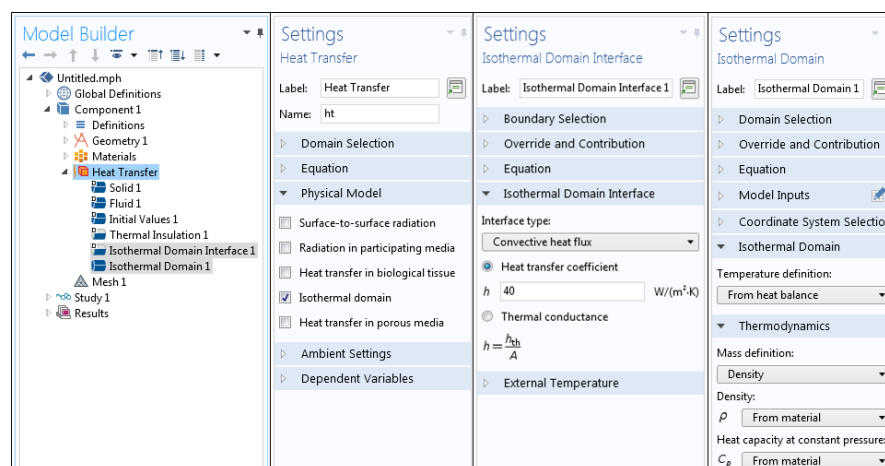 Model Builder
Untitled.mph
Global Definitions
Component 1
Definitions
Geometry 1
Materials
Heat Transfer
Solid 1
Fluid 1
Initial Values 1
Thermal Insulation 1
Isothermal Domain Interface 1
Isothermal Domain 1
Mesh 1
Study 1
Results
Settings
Heat Transfer
Label: Heat Transfer
Name: ht
Domain Selection
Equation
Physical Model
Surface-to-surface radiation
Radiation in participating media
Heat transfer in biological tissue
Isothermal domain
Heat transfer in porous media
Ambient Settings
Dependent Variables
Settings
Isothermal Domain Interface
Label: Isothermal Domain Interface 1
Boundary Selection
Override and Contribution
Equation
Isothermal Domain Interface
Interface type:
Convective heat flux
Heat transfer coefficient
h 40 W/(m²·K)
Thermal conductance
h = h_th / A
External Temperature
Settings
Isothermal Domain
Label: Isothermal Domain 1
Domain Selection
Override and Contribution
Equation
Model Inputs
Coordinate System Selectio
Isothermal Domain
Temperature definition:
From heat balance
Thermodynamics
Mass definition:
Density
Density:
ρ From material
Heat capacity at constant pressure:
C_p From material